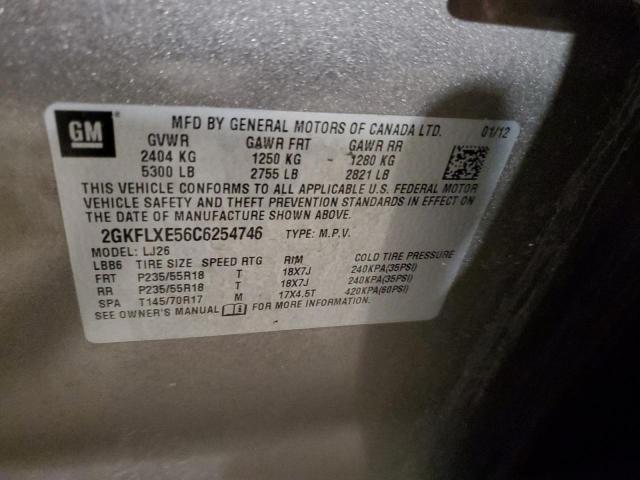 GM
MFD BY GENERAL MOTORS OF CANADA LTD. 01/12
GVWR GAWR FRT GAWR RR
2404 KG 1250 KG - 1280 KG
5300 LB 2755 LB 2821 LB
THIS VEHICLE CONFORMS TO ALL APPLICABLE U.S. FEDERAL MOTOR
VEHICLE SAFETY AND THEFT PREVENTION STANDARDS IN EFFECT ON
THE DATE OF MANUFACTURE SHOWN ABOVE.
2GKFLXE56C6254746 TYPE: M.P.V.
MODEL: LJ26
LBB6 TIRE SIZE SPEED RTG RIM COLD TIRE PRESSURE
FRT P235/55R18 T 18X7J 240KPA(35PSI)
RR P235/55R18 T 18X7J 240KPA(35PSI)
SPA T145/70R17 M 17X4.5T 420KPA(60PSI)
SEE OWNER'S MANUAL FOR MORE INFORMATION.